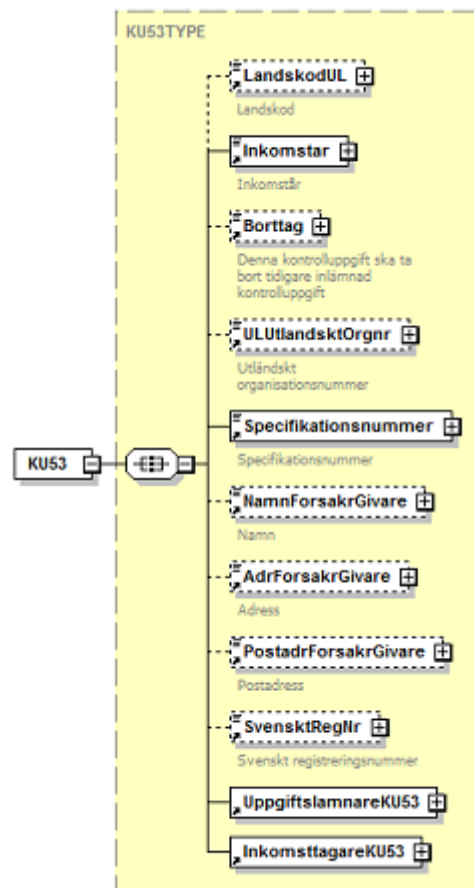 KU53TYPE
LandskodUL
Landskod
Inkomstar
Inkomstår
Borttag
Denna kontrolluppgift ska ta
bort tidigare inlämnad
kontrolluppgift
ULUtlandsktOrgnr
Utländskt
organisationsnummer
Specifikationsnummer
Specifikationsnummer
KU53
NamnForsakrGivare
Namn
AdrForsakrGivare
Adress
PostadrForsakrGivare
Postadress
SvensktRegNr
Svenskt registreringsnummer
UppgiftslamnareKU53
InkomsttagareKU53